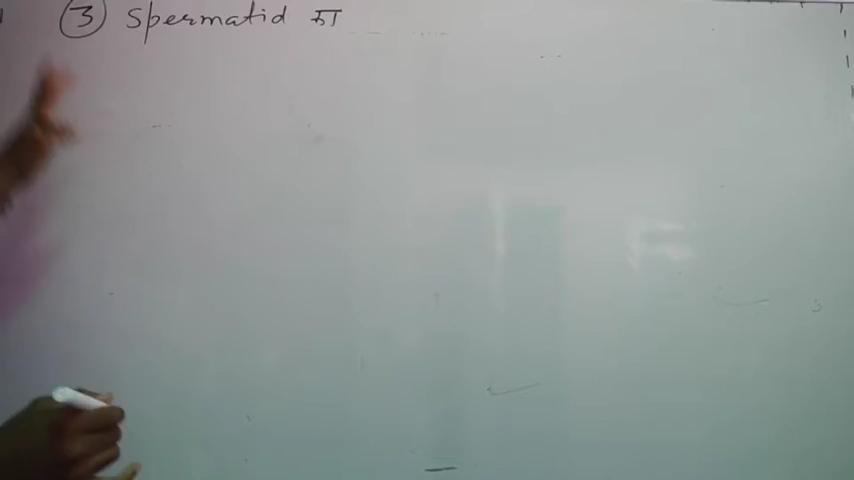 ③ Spermatid का